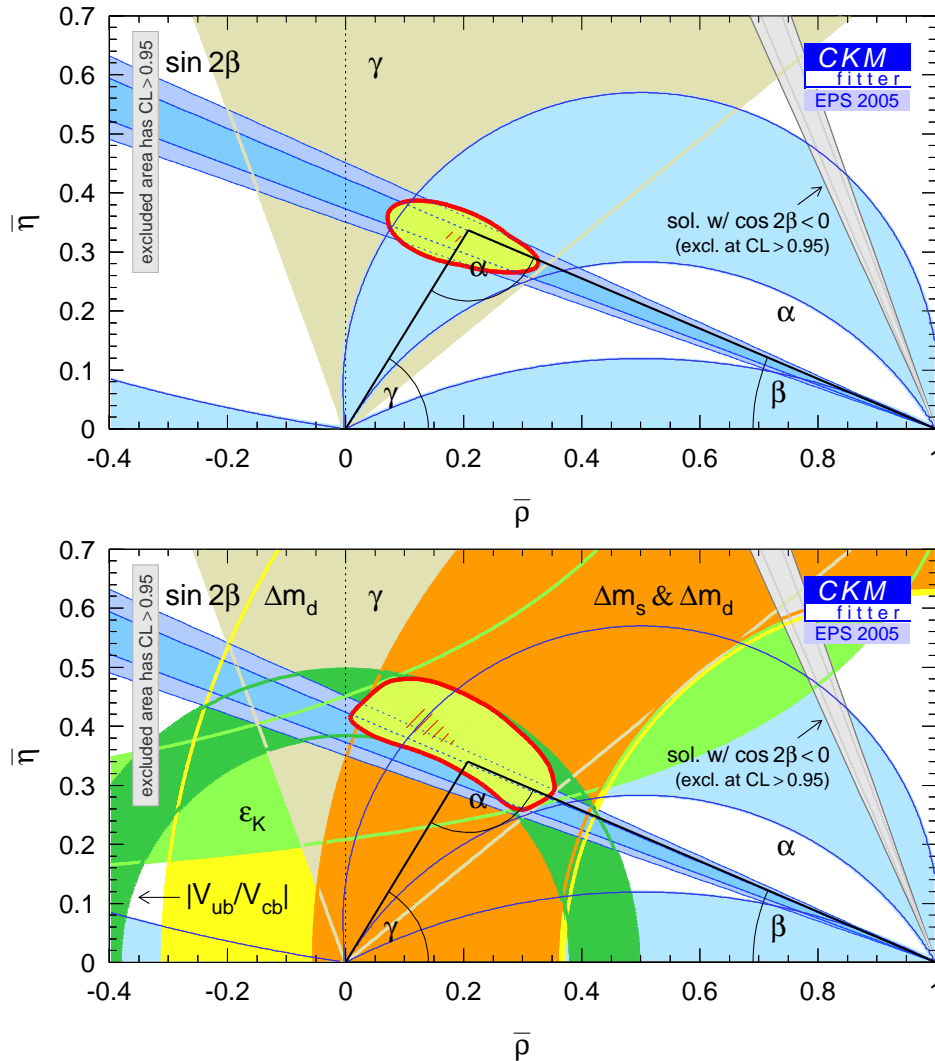 0.7
0.6
0.5
0.4
0.3
0.2
0.1
0
η̅
excluded area has CL > 0.95
sin 2β
γ
CKM
fitter
EPS 2005
sol. w/ cos 2β < 0
(excl. at CL > 0.95)
α
α
γ
β
-0.4 -0.2 0 0.2 0.4 0.6 0.8 1
ρ̅
0.7
0.6
0.5
0.4
0.3
0.2
0.1
0
η̅
excluded area has CL > 0.95
sin 2β Δm_d γ Δm_s & Δm_d
CKM
fitter
EPS 2005
sol. w/ cos 2β < 0
(excl. at CL > 0.95)
α
ε_K
α
|V_ub/V_cb|
γ
β
-0.4 -0.2 0 0.2 0.4 0.6 0.8 1
ρ̅